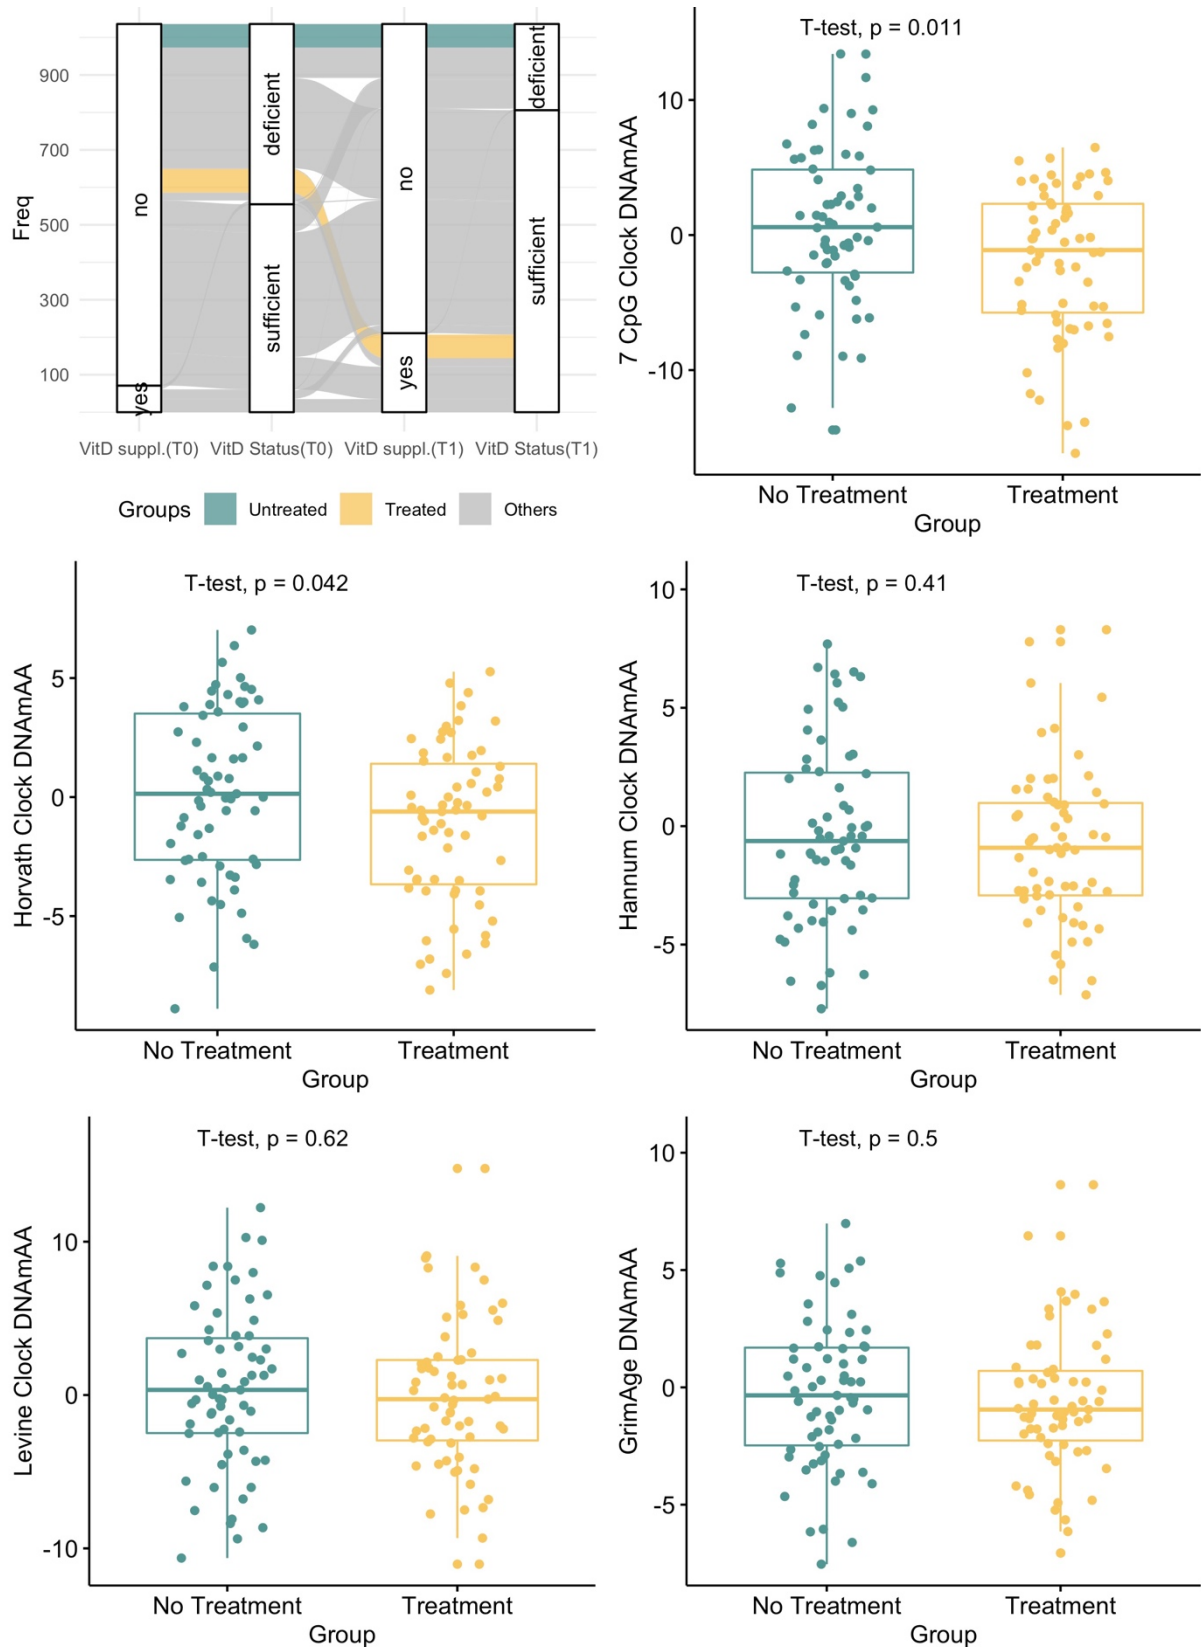 Freq
900
700
500
300
100
no
yes
deficient
sufficient
no
yes
deficient
sufficient
VitD suppl.(T0) VitD Status(T0) VitD suppl.(T1) VitD Status(T1)
Groups Untreated Treated Others
T-test, p = 0.011
7 CpG Clock DNAmAA
10
0
-10
No Treatment Treatment
Group
T-test, p = 0.042
Horvath Clock DNAmAA
5
0
-5
No Treatment Treatment
Group
T-test, p = 0.41
Hannum Clock DNAmAA
10
5
0
-5
No Treatment Treatment
Group
T-test, p = 0.62
Levine Clock DNAmAA
10
0
-10
No Treatment Treatment
Group
T-test, p = 0.5
GrimAge DNAmAA
10
5
0
-5
No Treatment Treatment
Group